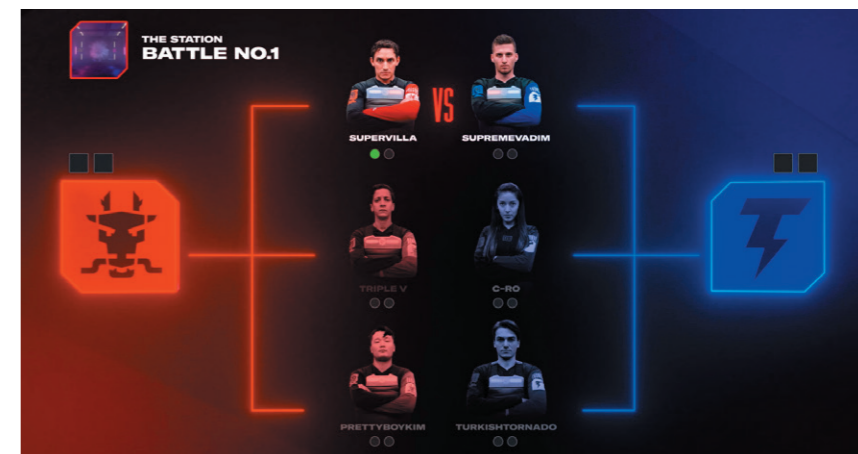 THE STATION
BATTLE NO.1
VS
SUPERVILLA
SUPREMEVADIM
TRIPLE V
C-RO
PRETTYBOYKIM
TURKISHTORNADO